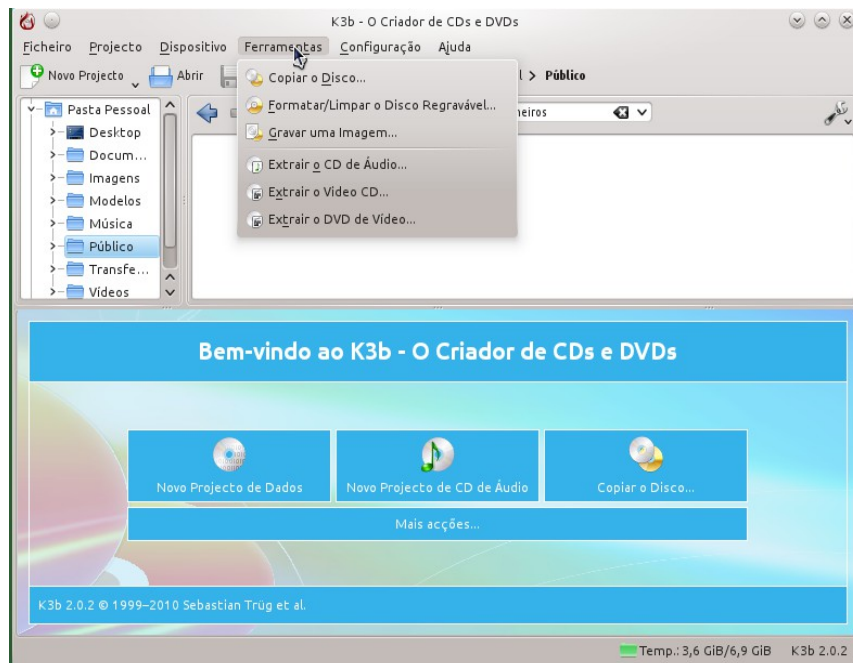 K3b - O Criador de CDs e DVDs
Ficheiro Projecto Dispositivo Ferramentas Configuração Ajuda
Novo Projecto Abrir > Público
Copiar o Disco...
Formatar/Limpar o Disco Regravável...
Gravar uma Imagem...
Extrair o CD de Áudio...
Extrair o Video CD...
Extrair o DVD de Vídeo...
Pasta Pessoal
Desktop
Docum...
Imagens
Modelos
Música
Público
Transfe...
Vídeos
Bem-vindo ao K3b - O Criador de CDs e DVDs
Novo Projecto de Dados
Novo Projecto de CD de Áudio
Copiar o Disco...
Mais acções...
K3b 2.0.2 © 1999–2010 Sebastian Trüg et al.
Temp.: 3,6 GiB/6,9 GiB K3b 2.0.2